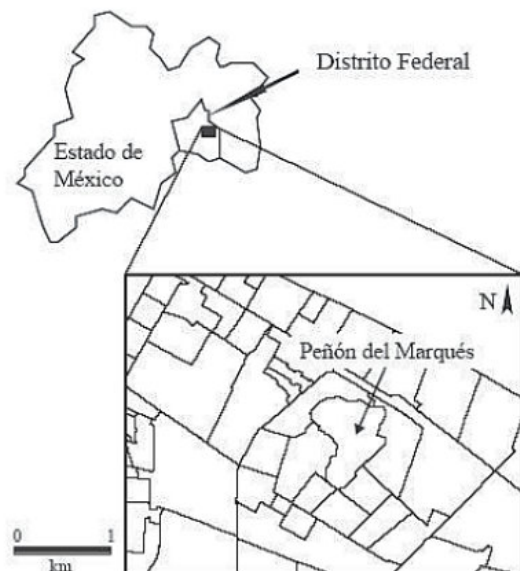 Distrito Federal
Estado de
México
N
Peñón del Marqués
0 1
km